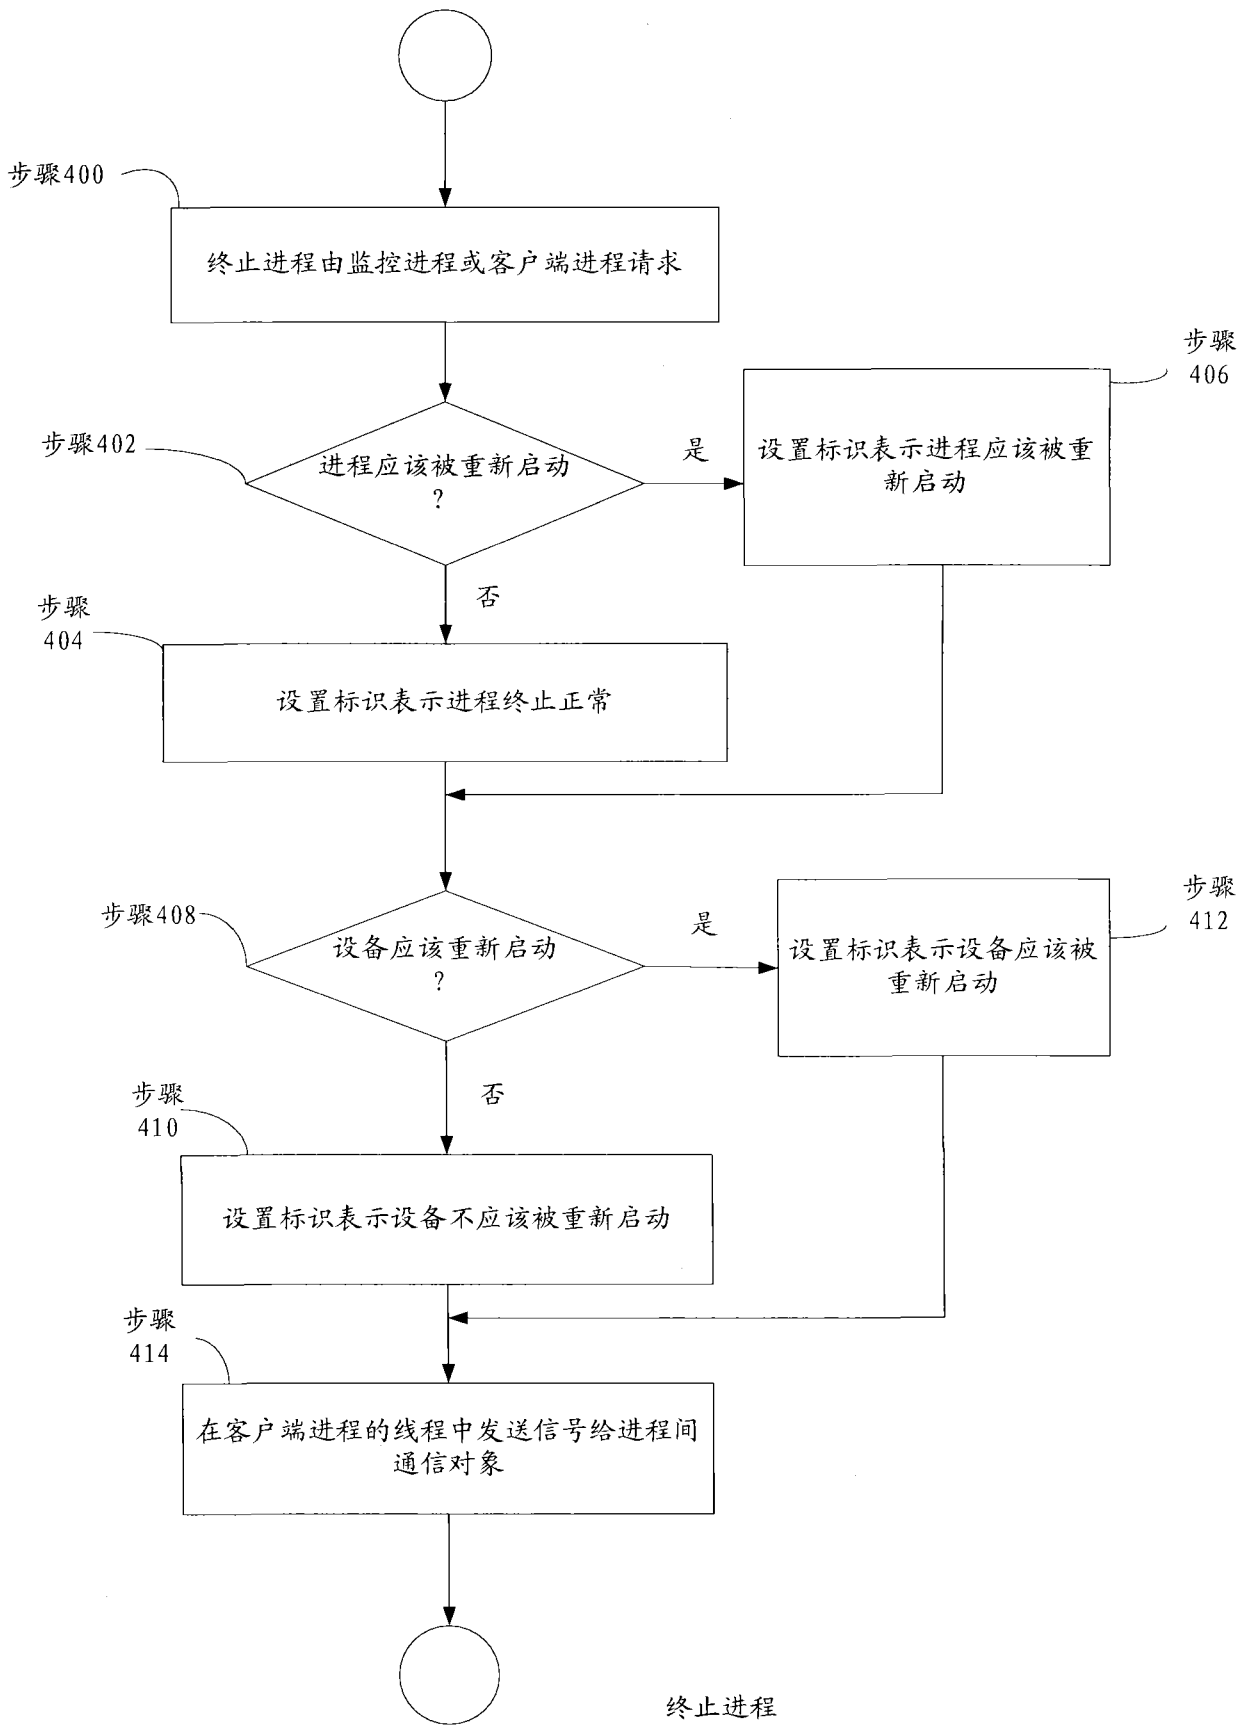 步骤400
终止进程由监控进程或客户端进程请求
步骤
406
步骤402
进程应该被重新启动
?
是
设置标识表示进程应该被重
新启动
否
步骤
404
设置标识表示进程终止正常
步骤408
设备应该重新启动
?
是
步骤
412
设置标识表示设备应该被
重新启动
否
步骤
410
设置标识表示设备不应该被重新启动
步骤
414
在客户端进程的线程中发送信号给进程间
通信对象
终止进程